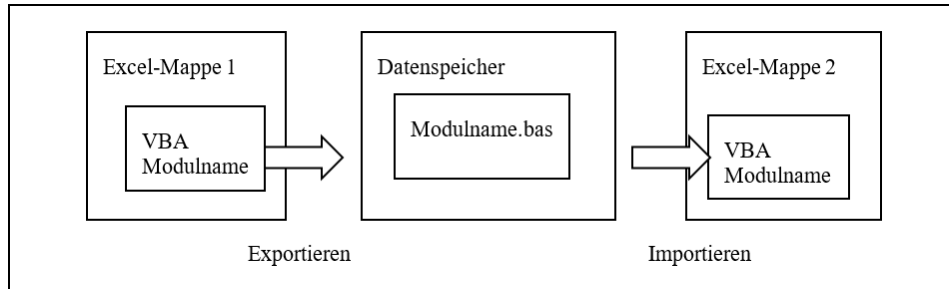 Excel-Mappe 1
VBA
Modulname
Datenspeicher
Modulname.bas
Excel-Mappe 2
VBA
Modulname
Exportieren
Importieren